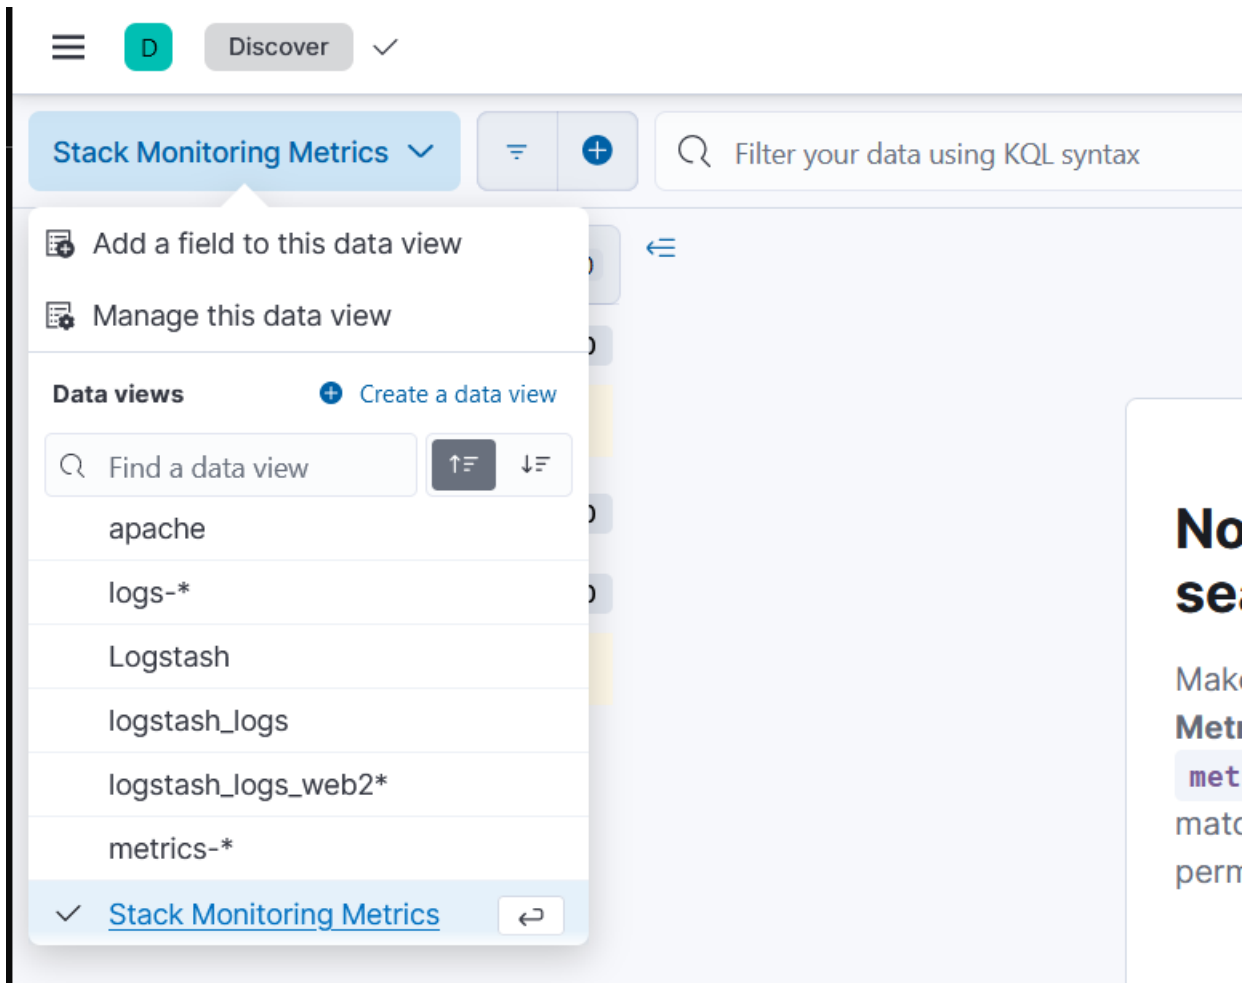 D Discover
Stack Monitoring Metrics
Filter your data using KQL syntax
Add a field to this data view
Manage this data view
Data views Create a data view
Find a data view
apache
logs-*
Logstash
logstash_logs
logstash_logs_web2*
metrics-*
Stack Monitoring Metrics
No